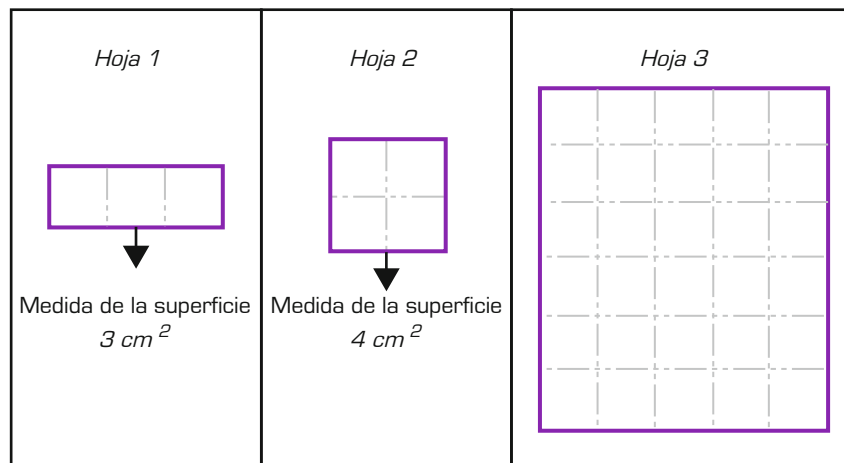 Hoja 1
Medida de la superficie
3 cm ²
Hoja 2
Medida de la superficie
4 cm ²
Hoja 3